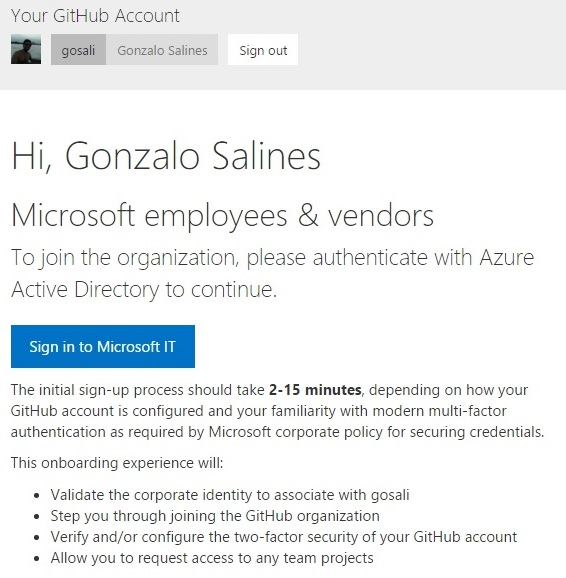 Your GitHub Account
gosali Gonzalo Salines Sign out
Hi, Gonzalo Salines
Microsoft employees & vendors
To join the organization, please authenticate with Azure
Active Directory to continue.
Sign in to Microsoft IT
The initial sign-up process should take 2-15 minutes, depending on how your
GitHub account is configured and your familiarity with modern multi-factor
authentication as required by Microsoft corporate policy for securing credentials.
This onboarding experience will:
• Validate the corporate identity to associate with gosali
• Step you through joining the GitHub organization
• Verify and/or configure the two-factor security of your GitHub account
• Allow you to request access to any team projects